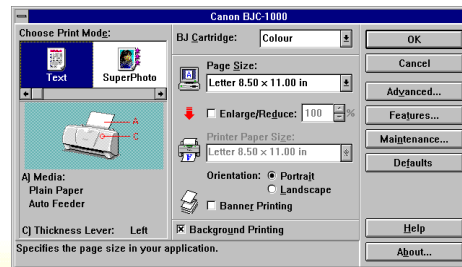 Canon BJC-1000
Choose Print Mode:
Text
SuperPhoto
A
C
A) Media:
Plain Paper
Auto Feeder
C) Thickness Lever: Left
BJ Cartridge: Colour
Page Size:
Letter 8.50 x 11.00 in
Enlarge/Reduce: 100 %
Printer Paper Size:
Letter 8.50 x 11.00 in
F
Orientation: Portrait
Landscape
Banner Printing
Background Printing
OK
Cancel
Advanced...
Features...
Maintenance...
Defaults
Help
About...
Specifies the page size in your application.